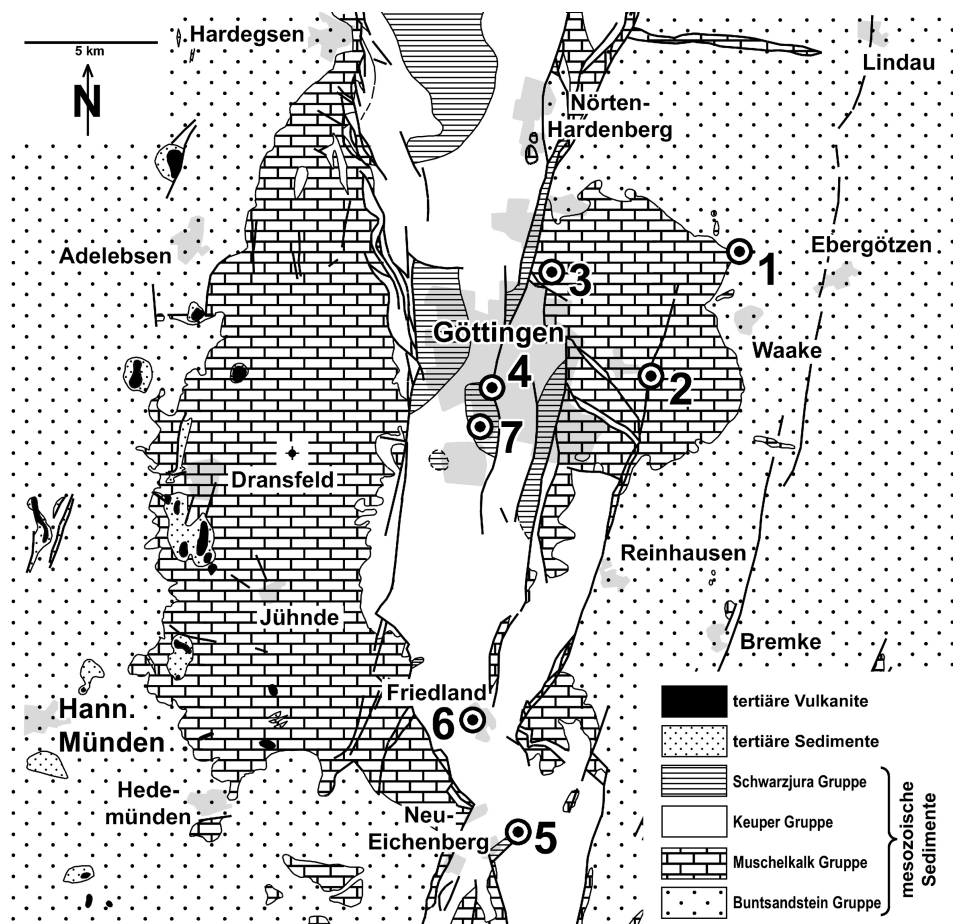 Hardegsen
5 km
N
Lindau
Nörten-
Hardenberg
Adelebsen
Ebergötzen
1
3
Göttingen
Waake
4
2
7
Dransfeld
Reinhausen
Jühnde
Bremke
Friedland
6
Hann.
Münden
Hede-
münden
Neu-
Eichenberg
5
tertiäre Vulkanite
tertiäre Sedimente
Schwarzjura Gruppe
Keuper Gruppe
Muschelkalk Gruppe
Buntsandstein Gruppe
mesozoische
Sedimente